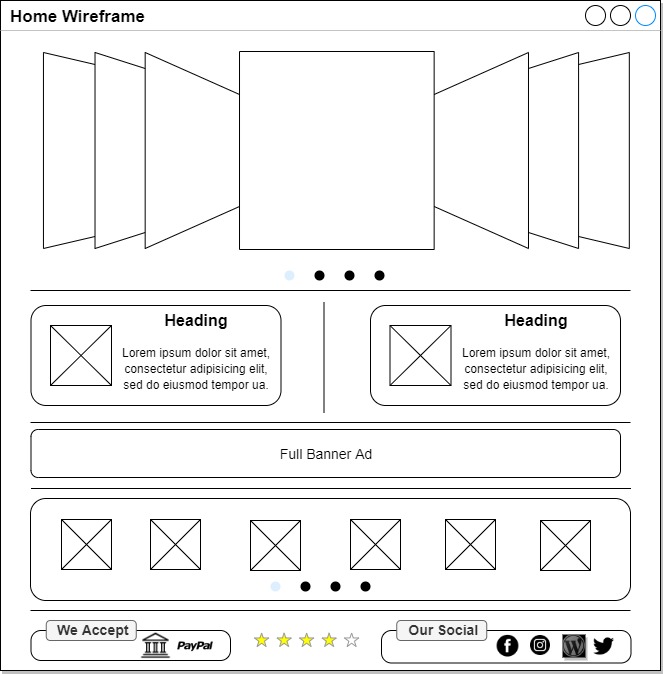 Home Wireframe
Heading
Lorem ipsum dolor sit amet,
consectetur adipisicing elit,
sed do eiusmod tempor ua.
Heading
Lorem ipsum dolor sit amet,
consectetur adipisicing elit,
sed do eiusmod tempor ua.
Full Banner Ad
We Accept
PayPal
Our Social